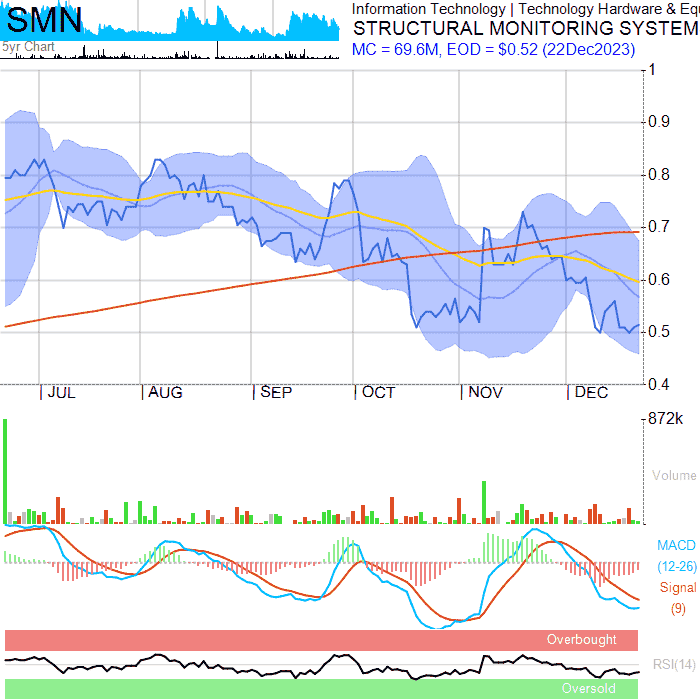 SMN
5yr Chart
Information Technology | Technology Hardware & Equ
STRUCTURAL MONITORING SYSTEM
MC = 69.6M, EOD = $0.52 (22Dec2023)
1
0.9
0.8
0.7
0.6
0.5
0.4
JUL AUG SEP OCT NOV DEC
872k
Volume
MACD
(12-26)
Signal
(9)
Overbought
RSI(14)
Oversold